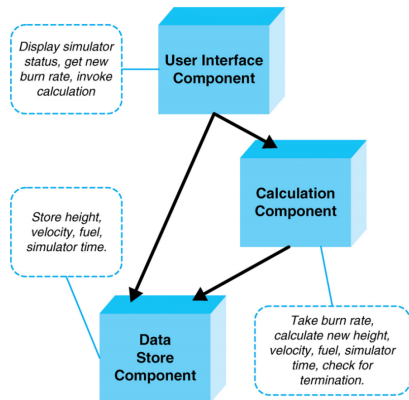 Display simulator
status, get new
burn rate, invoke
calculation
User Interface
Component
Calculation
Component
Store height,
velocity, fuel,
simulator time.
Data
Store
Component
Take burn rate,
calculate new height,
velocity, fuel, simulator
time, check for
termination.